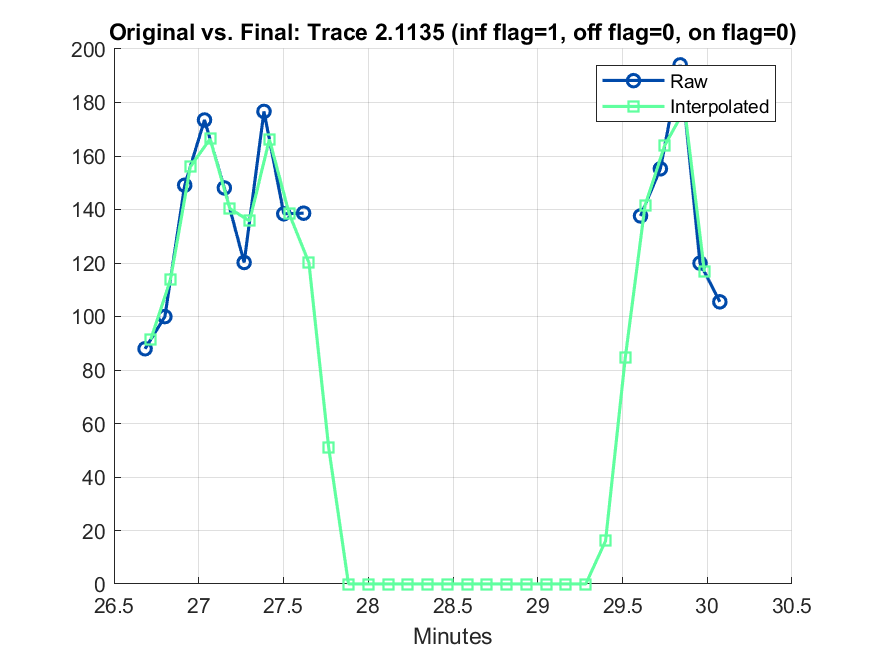 Original vs. Final: Trace 2.1135 (inf flag=1, off flag=0, on flag=0)
200
180
160
140
120
100
80
60
40
20
0
Raw
Interpolated
26.5 27 27.5 28 28.5 29 29.5 30 30.5
Minutes